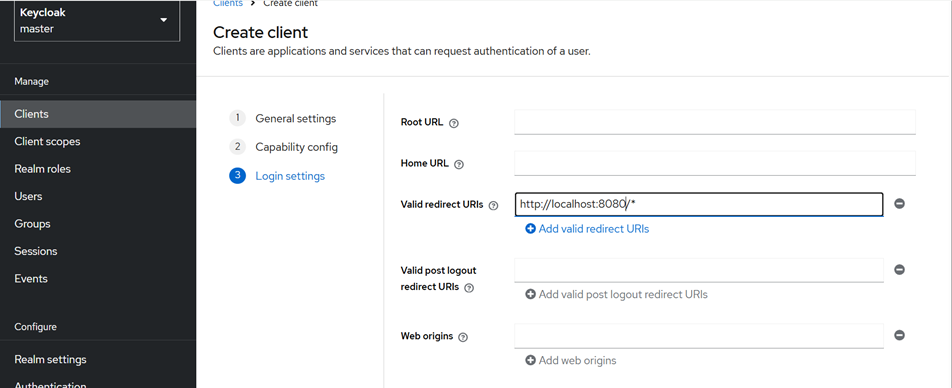 Keycloak
master
Manage
Clients
Client scopes
Realm roles
Users
Groups
Sessions
Events
Configure
Realm settings
Authentication
Clients > Create client
Create client
Clients are applications and services that can request authentication of a user.
1 General settings
2 Capability config
3 Login settings
Root URL
Home URL
Valid redirect URIs
http://localhost:8080/*
Add valid redirect URIs
Valid post logout
redirect URIs
Add valid post logout redirect URIs
Web origins
Add web origins